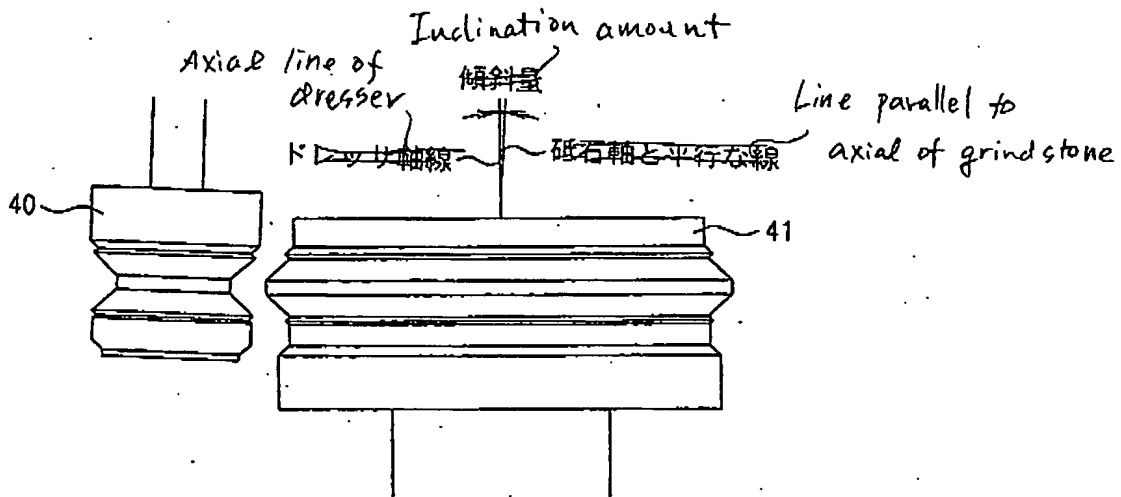 Inclination amount
傾斜量
Axial line of
dresser
ドレッサ軸線
Line parallel to
axial of grindstone
砥石軸と平行な線
40
41